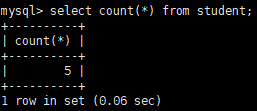 mysql> select count(*) from student;
+----------+
| count(*) |
+----------+
|        5 |
+----------+
1 row in set (0.06 sec)